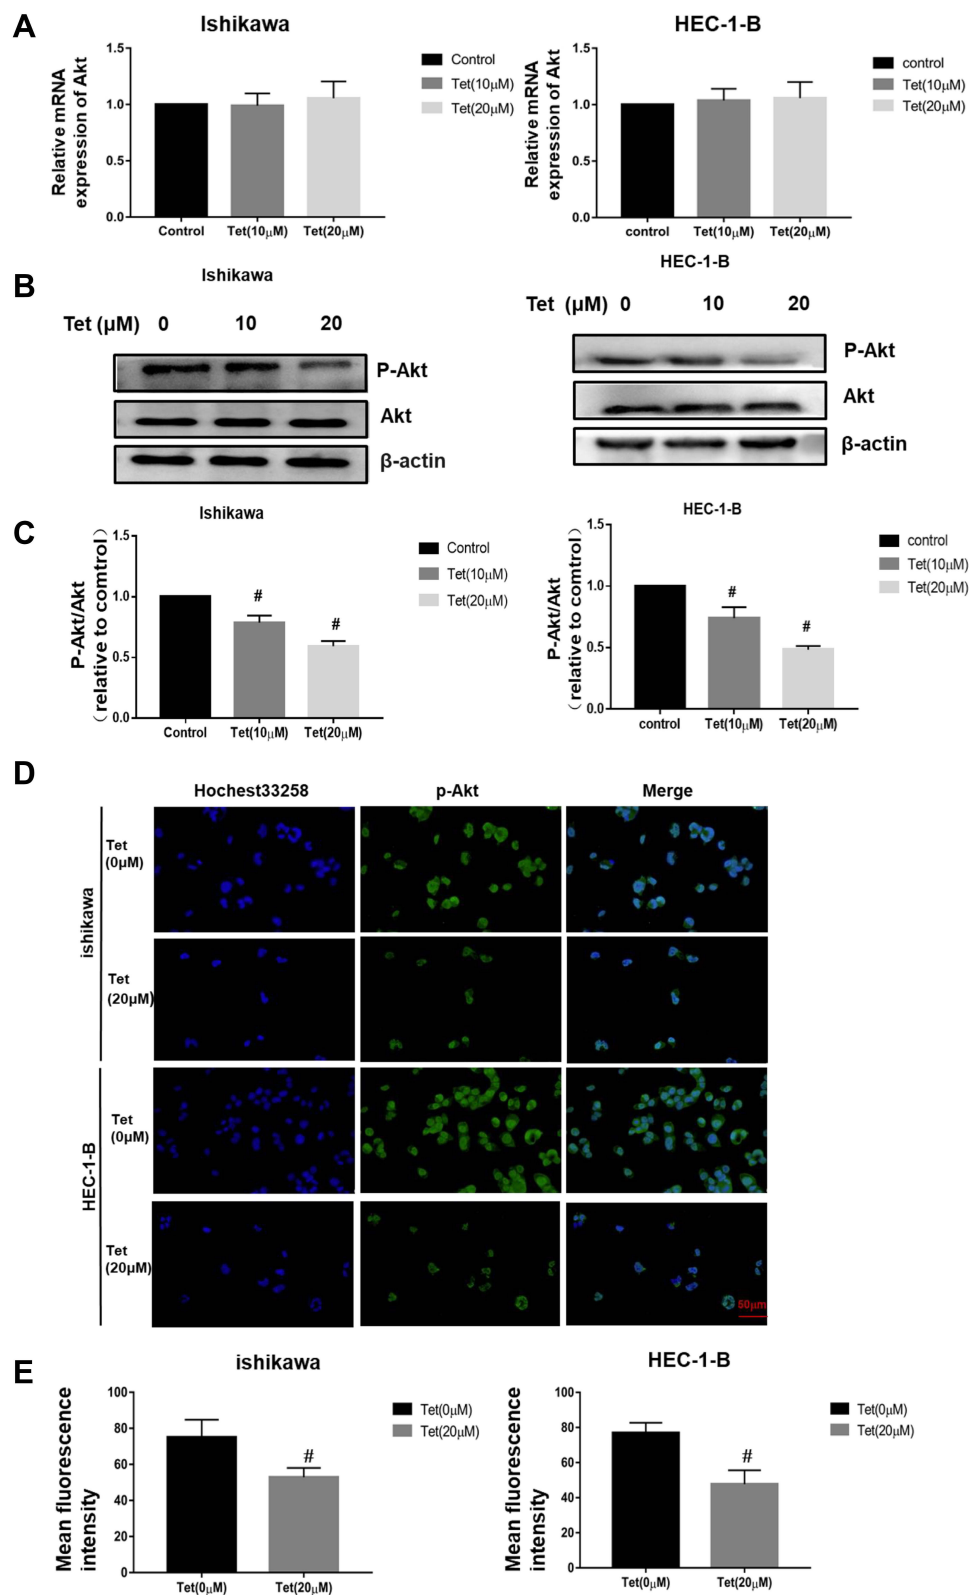 A
Ishikawa
HEC-1-B
Relative mRNA
expression of Akt
1.5
1.0
0.5
0.0
Control
Tet(10μM)
Tet(20μM)
Control
Tet(10μM)
Tet(20μM)
Relative mRNA
expression of Akt
1.5
1.0
0.5
0.0
control
Tet(10μM)
Tet(20μM)
control
Tet(10μM)
Tet(20μM)
B
Ishikawa
Tet (μM) 0 10 20
P-Akt
Akt
β-actin
HEC-1-B
Tet (μM) 0 10 20
P-Akt
Akt
β-actin
C
Ishikawa
P-Akt/Akt
(relative to comtrol)
1.5
1.0
0.5
0.0
# #
Control
Tet(10μM)
Tet(20μM)
Control
Tet(10μM)
Tet(20μM)
HEC-1-B
P-Akt/Akt
(relative to comtrol)
1.5
1.0
0.5
0.0
# #
control
Tet(10μM)
Tet(20μM)
control
Tet(10μM)
Tet(20μM)
D
Hochest33258 p-Akt Merge
ishikawa
Tet
(0μM)
Tet
(20μM)
HEC-1-B
Tet
(0μM)
Tet
(20μM)
50μm
E
ishikawa
Mean fluorescence
intensity
100
80
60
40
20
0
#
Tet(0μM)
Tet(20μM)
Tet(0μM)
Tet(20μM)
HEC-1-B
Mean fluorescence
intensity
100
80
60
40
20
0
#
Tet(0μM)
Tet(20μM)
Tet(0μM)
Tet(20μM)